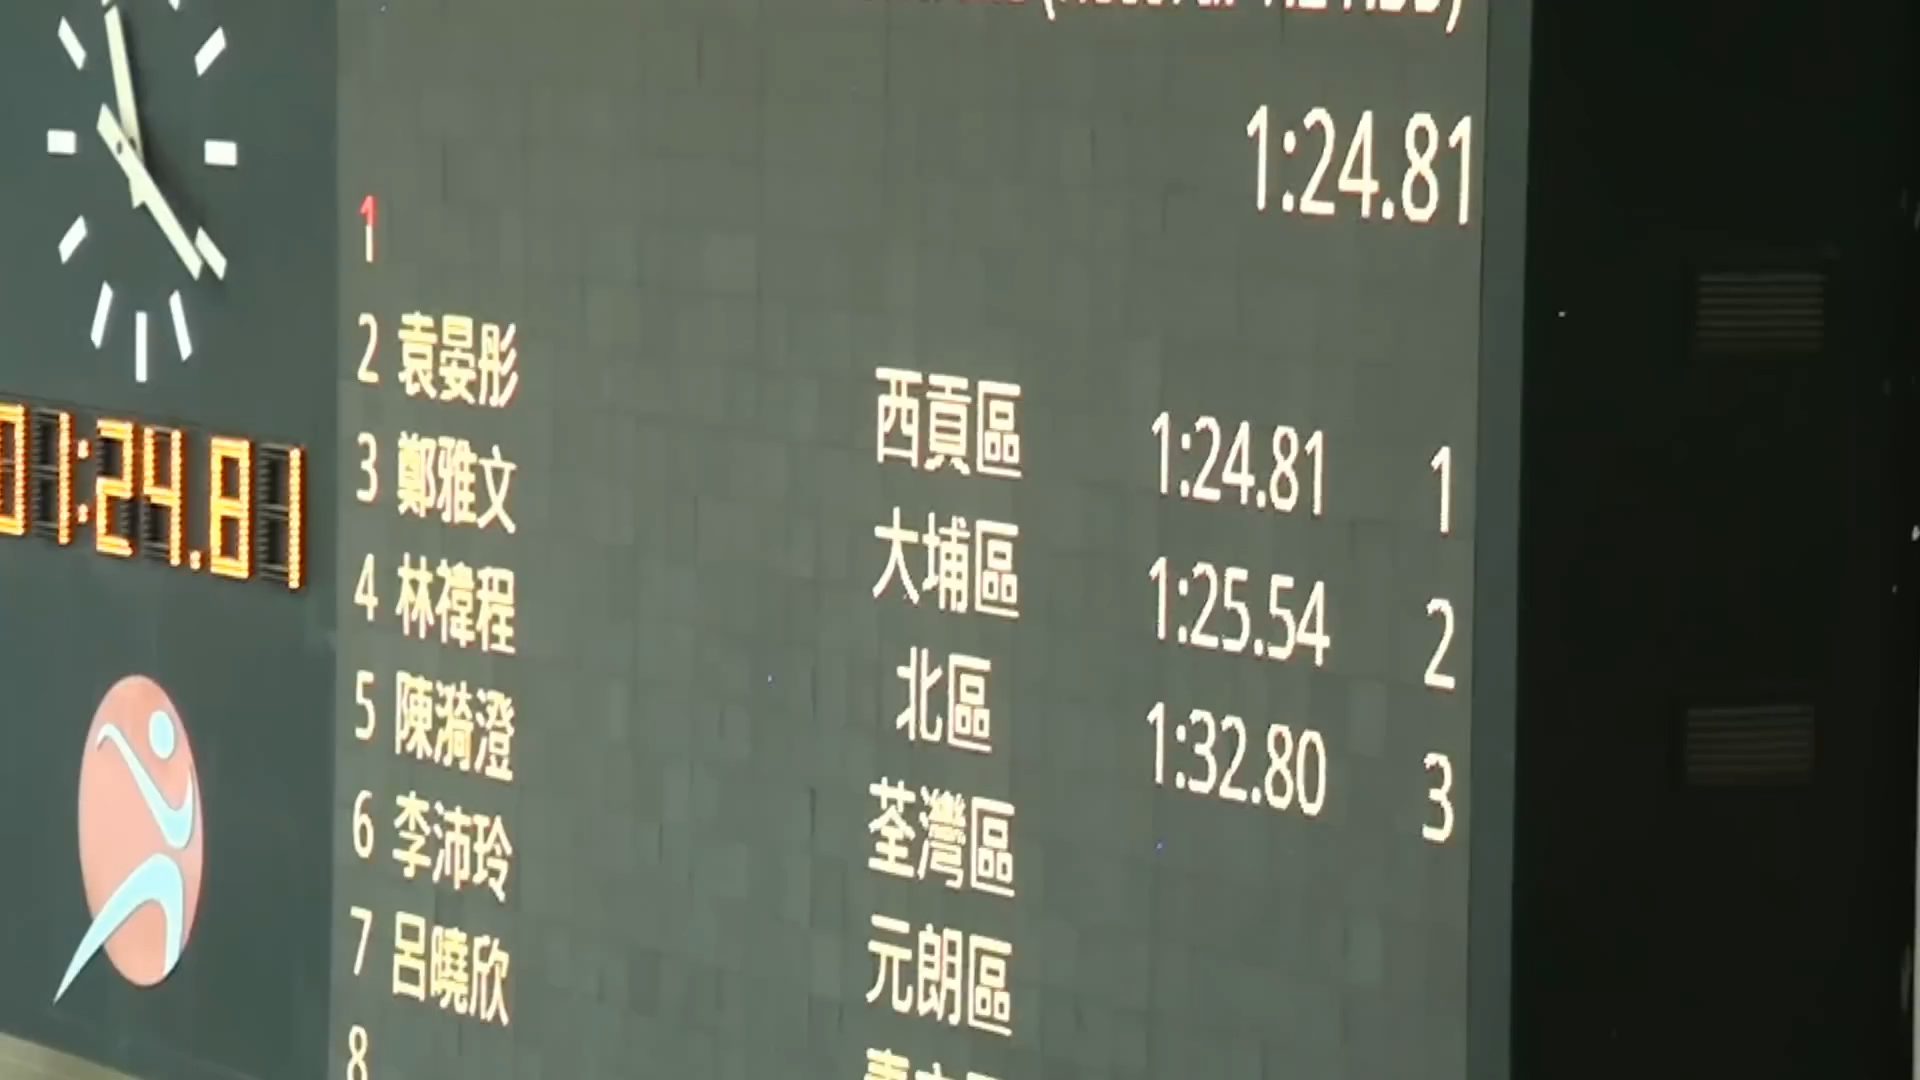 1:24.81
1
2 袁晏彤 西貢區 1:24.81 1
3 鄭雅文 大埔區 1:25.54 2
4 林禕程 北區 1:32.80 3
5 陳漪澄 荃灣區
6 李沛玲 元朗區
7 呂曉欣
8
01:24.81